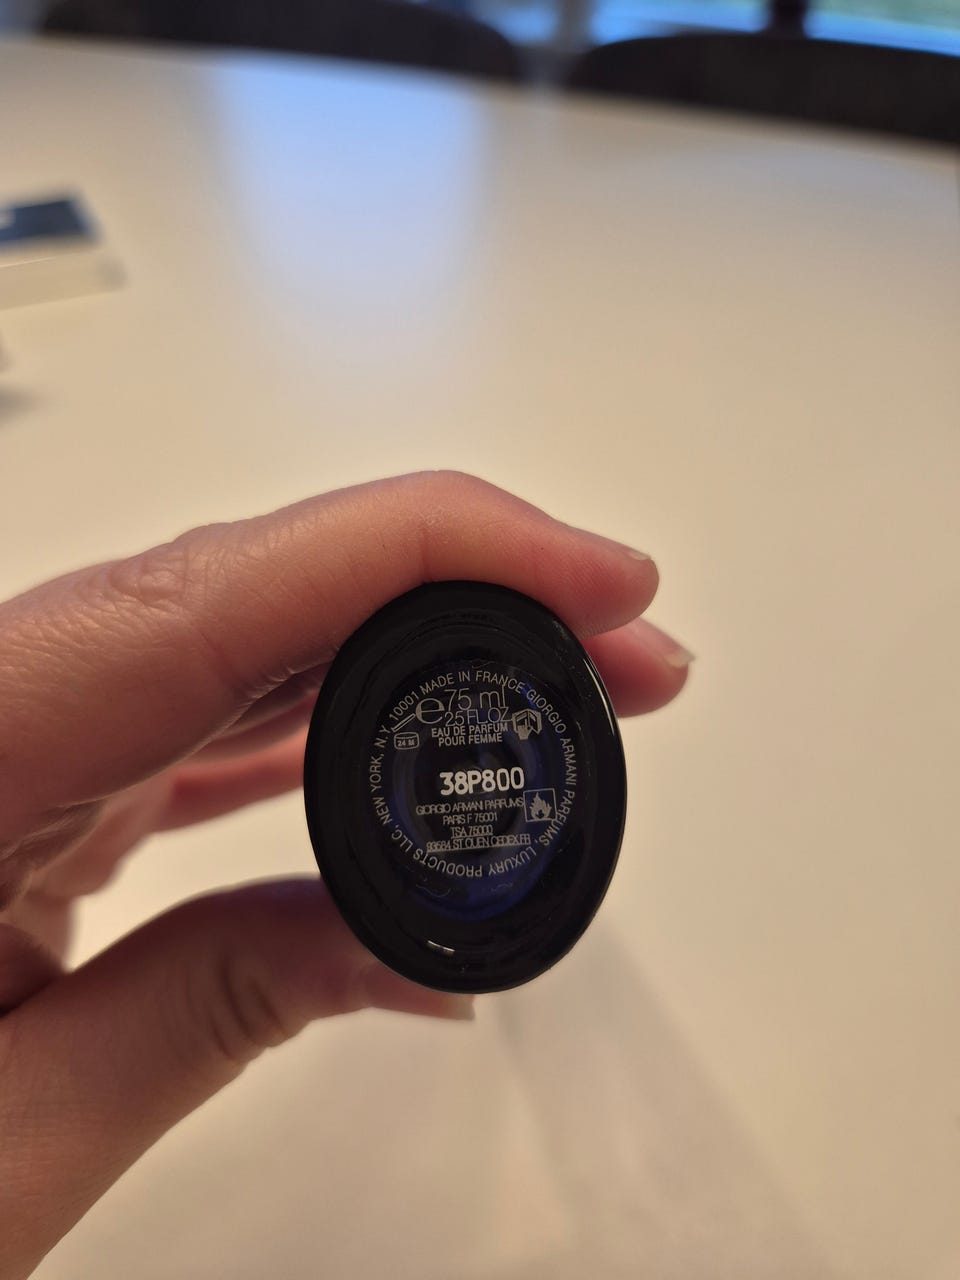 MADE IN FRANCE GIORGIO ARMANI PARFUMS, LUXURY PRODUCTS LLC, NEW YORK, N.Y. 10001
e 75 ml
2.5 FL.OZ
EAU DE PARFUM
POUR FEMME
24 M
38P800
GIORGIO ARMANI PARFUMS
PARIS F 75001
TSA 75000
93584 ST OUEN CEDEX FR